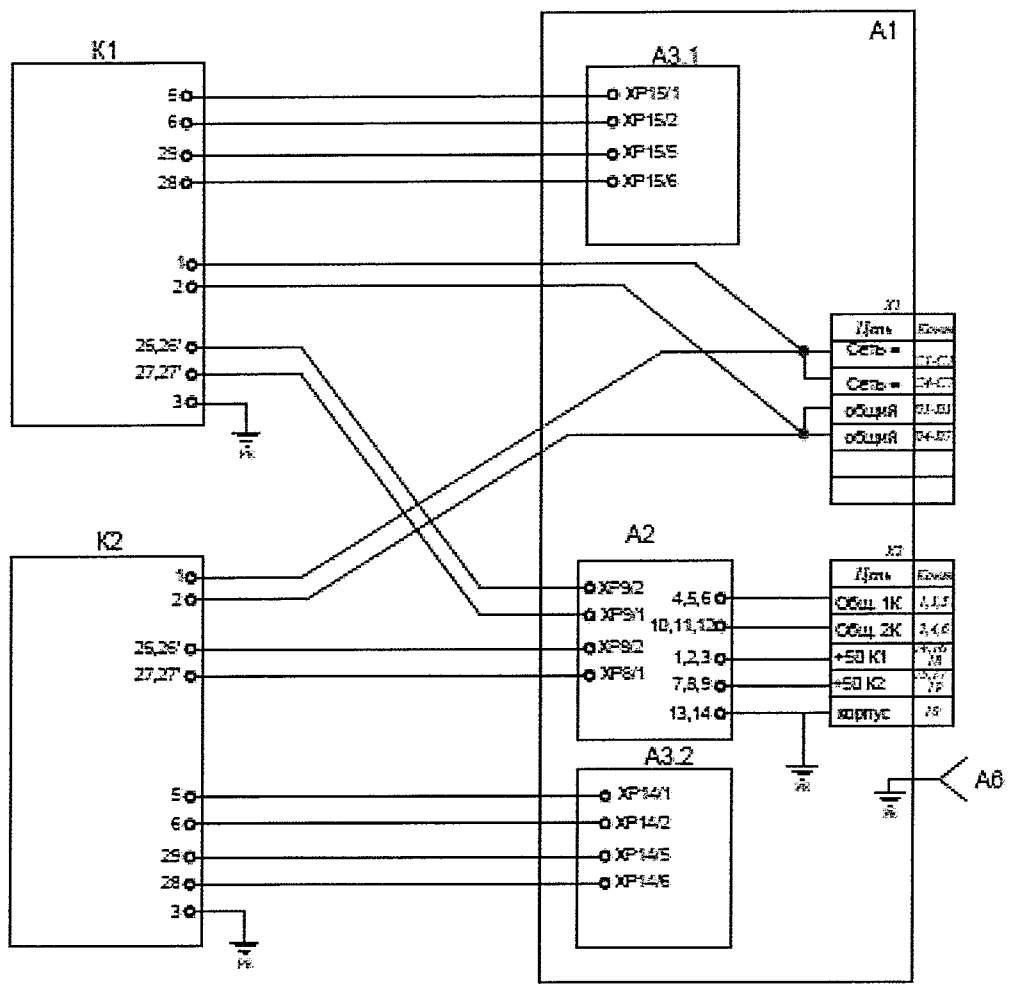 K1
5
6
29
28
1
2
26,26'
27,27'
3
A1
A3.1
XP15/1
XP15/2
XP15/5
XP15/6
X1
Цепь
Сеть =
Сеть =
общий
общий
K2
1
2
26,26'
27,27'
5
6
29
28
3
A2
XP9/2
XP9/1
XP8/2
XP8/1
4,5,6
10,11,12
1,2,3
7,8,9
13,14
X2
Цепь
Общ. 1К
Общ. 2К
+50 К1
+50 К2
корпус
A3.2
XP14/1
XP14/2
XP14/5
XP14/6
A6